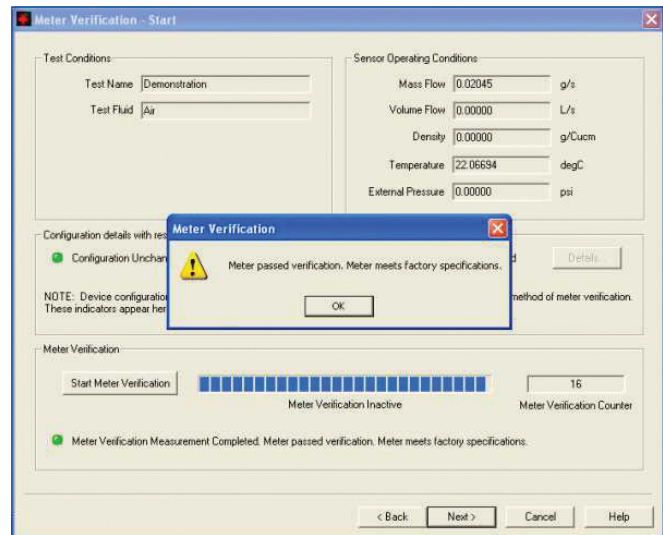 Meter Verification - Start
Test Conditions
Test Name Demonstration
Test Fluid Air
Sensor Operating Conditions
Mass Flow 0.02045 g/s
Volume Flow 0.00000 L/s
Density 0.00000 g/Cucm
Temperature 22.06694 degC
External Pressure 0.00000 psi
Configuration details with res
Configuration Unchan
d Details...
NOTE: Device configuration
method of meter verification.
These indicators appear her
Meter Verification
Meter passed verification. Meter meets factory specifications.
OK
Meter Verification
Start Meter Verification
16
Meter Verification Inactive
Meter Verification Counter
Meter Verification Measurement Completed. Meter passed verification. Meter meets factory specifications.
< Back Next > Cancel Help